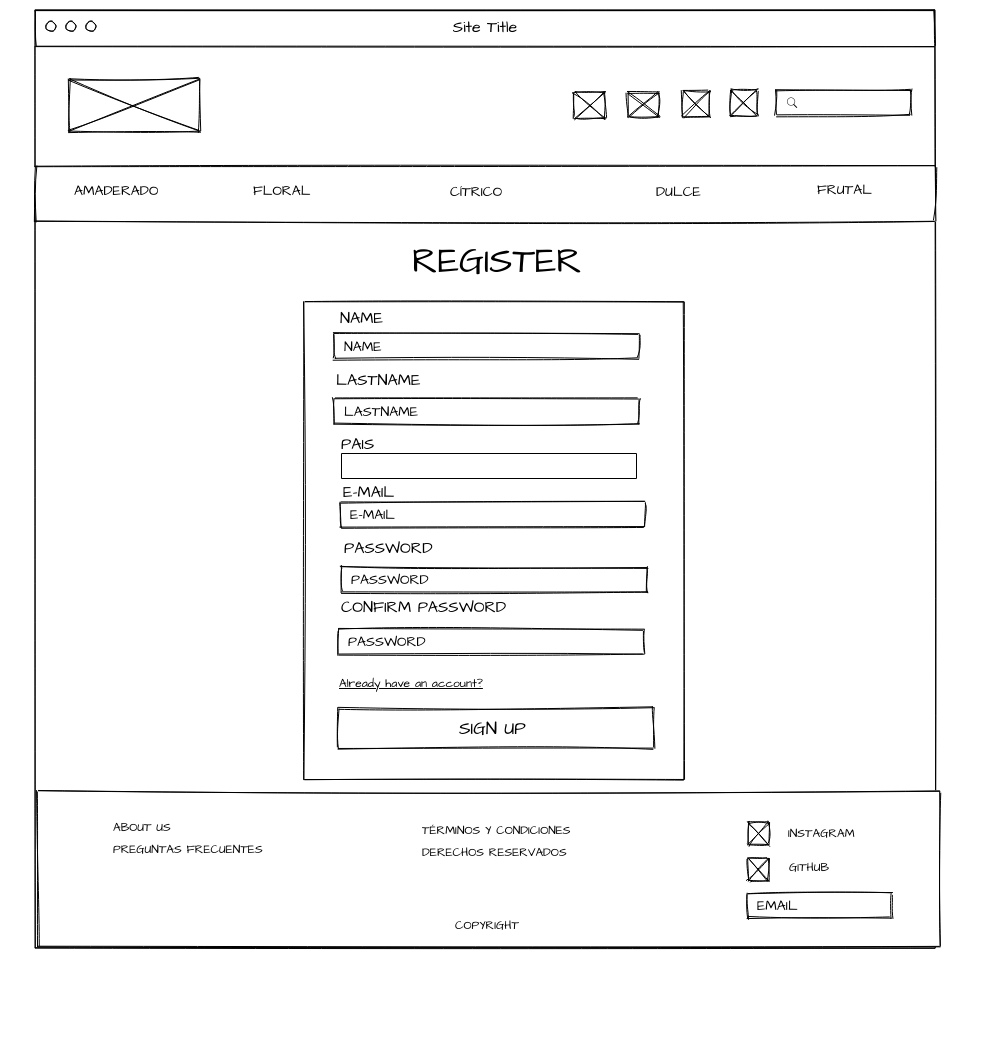 Site Title
AMADERADO FLORAL CÍTRICO DULCE FRUTAL
REGISTER
NAME
NAME
LASTNAME
LASTNAME
PAIS
E-MAIL
E-MAIL
PASSWORD
PASSWORD
CONFIRM PASSWORD
PASSWORD
Already have an account?
SIGN UP
ABOUT US
PREGUNTAS FRECUENTES
TÉRMINOS Y CONDICIONES
DERECHOS RESERVADOS
INSTAGRAM
GITHUB
EMAIL
COPYRIGHT